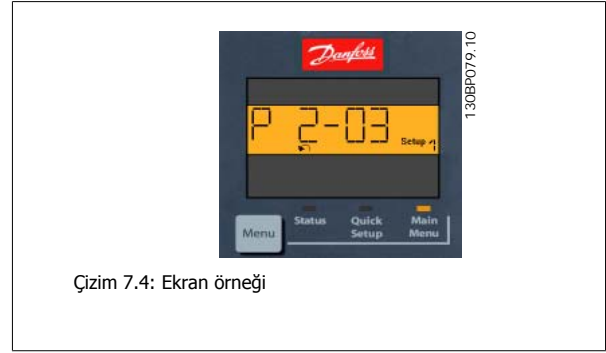 Danfoss
130BP079.10
P 2-03
Setup 1
Status Quick Setup Main Menu
Menu
Çizim 7.4: Ekran örneği